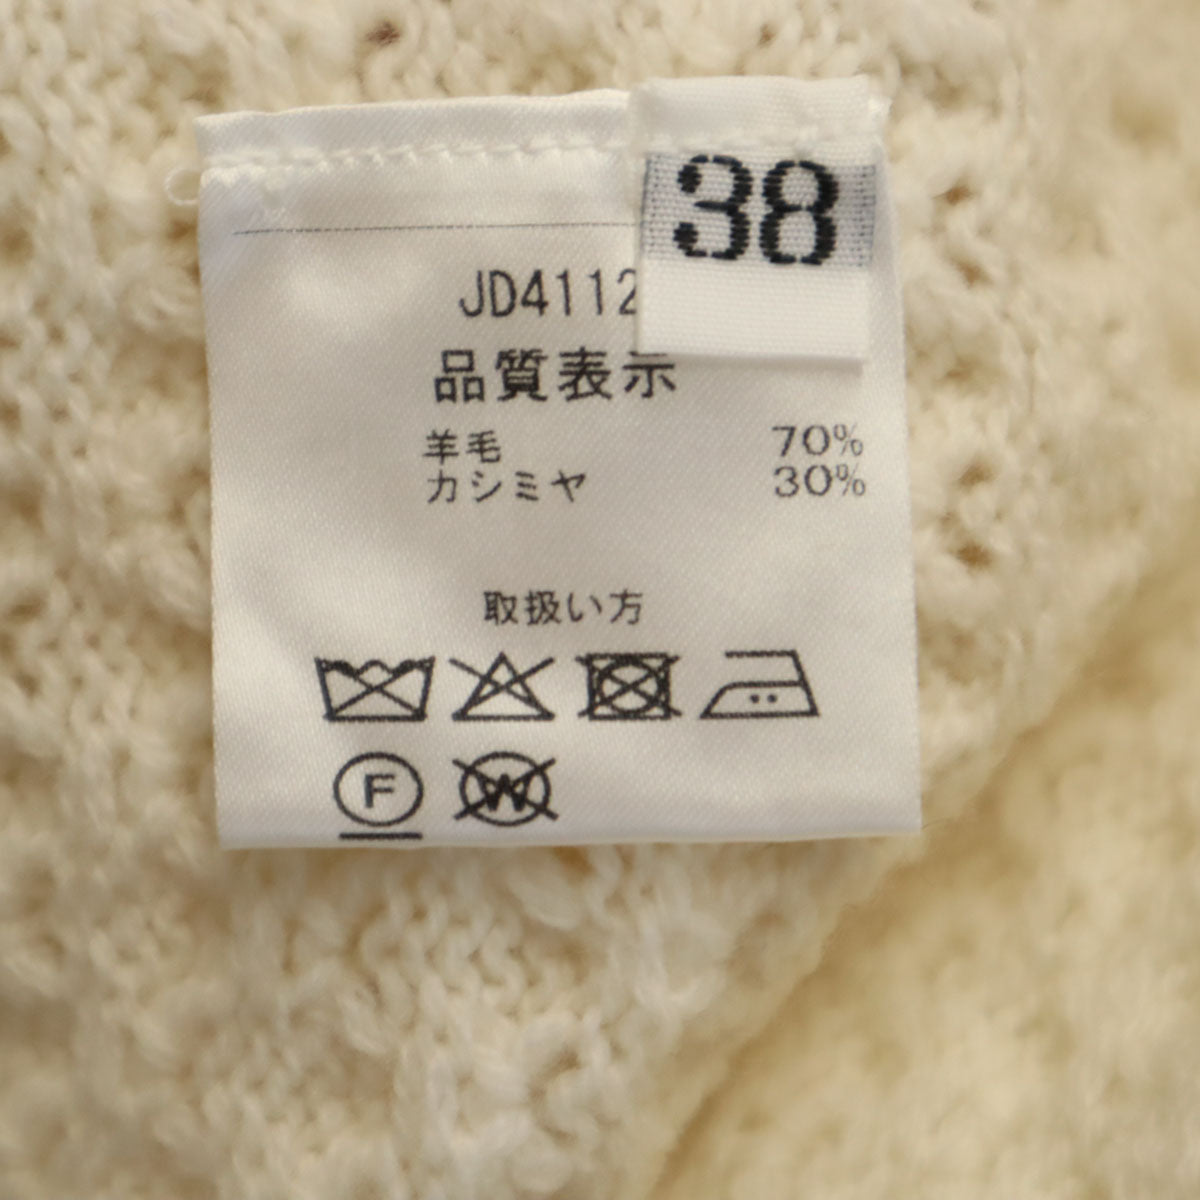 38
JD4112
品質表示
羊毛 70%
カシミヤ 30%
取扱い方
F W